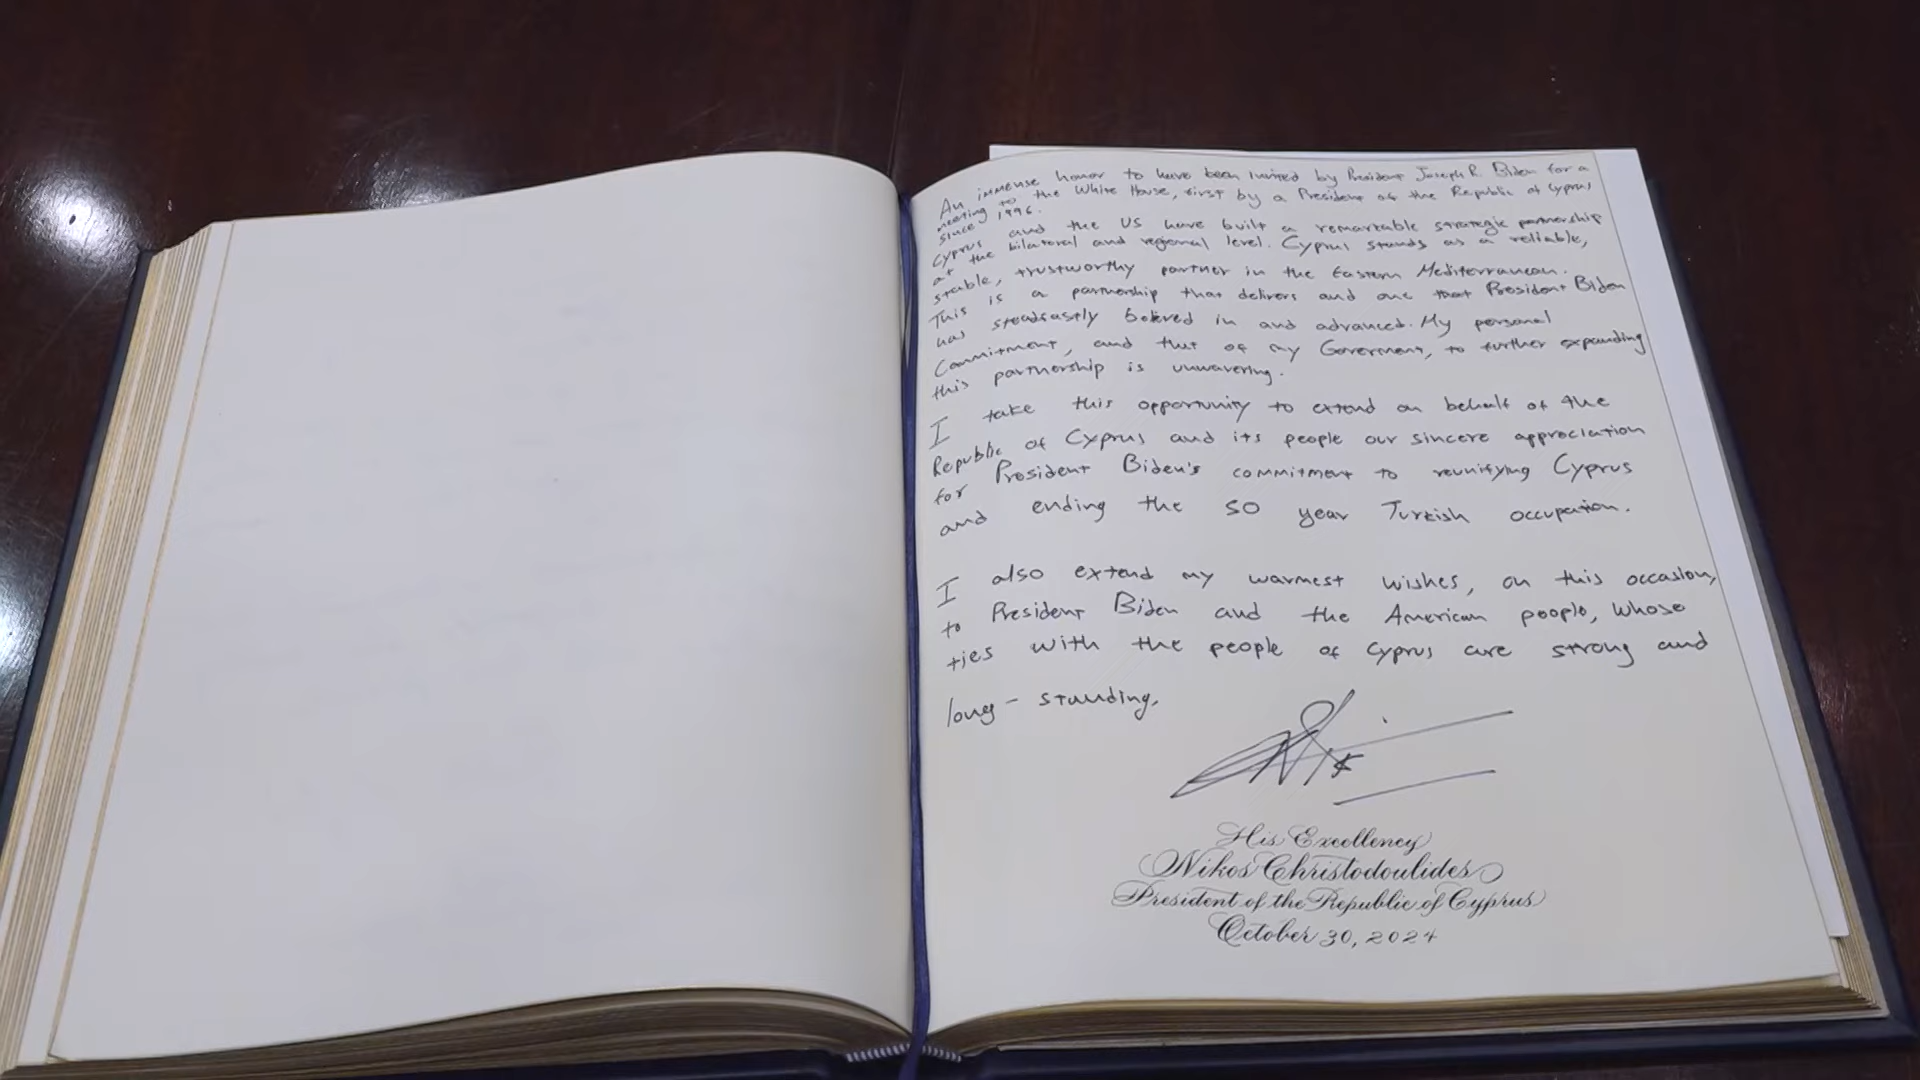 An immense honor to have been invited by President Joseph R. Biden for a
meeting to the White House, first by a President of the Republic of Cyprus
since 1996.
Cyprus and the US have built a remarkable strategic partnership
at the bilateral and regional level. Cyprus stands as a reliable,
stable, trustworthy partner in the Eastern Mediterranean.
This is a partnership that delivers and one that President Biden
has steadfastly belived in and advanced. My personal
Commitment, and that of my Goverment, to further expanding
this partnership is unwavering.
I take this opportunity to extend on behalf of the
Republic of Cyprus and its people our sincere appreciation
for President Biden's commitment to reunifying Cyprus
and ending the 50 year Turkish occupation.
I also extend my warmest wishes, on this occasion,
to President Biden and the American people, whose
ties with the people of Cyprus are strong and
long-standing.
His Excellency
Nikos Christodoulides
President of the Republic of Cyprus
October 30, 2024